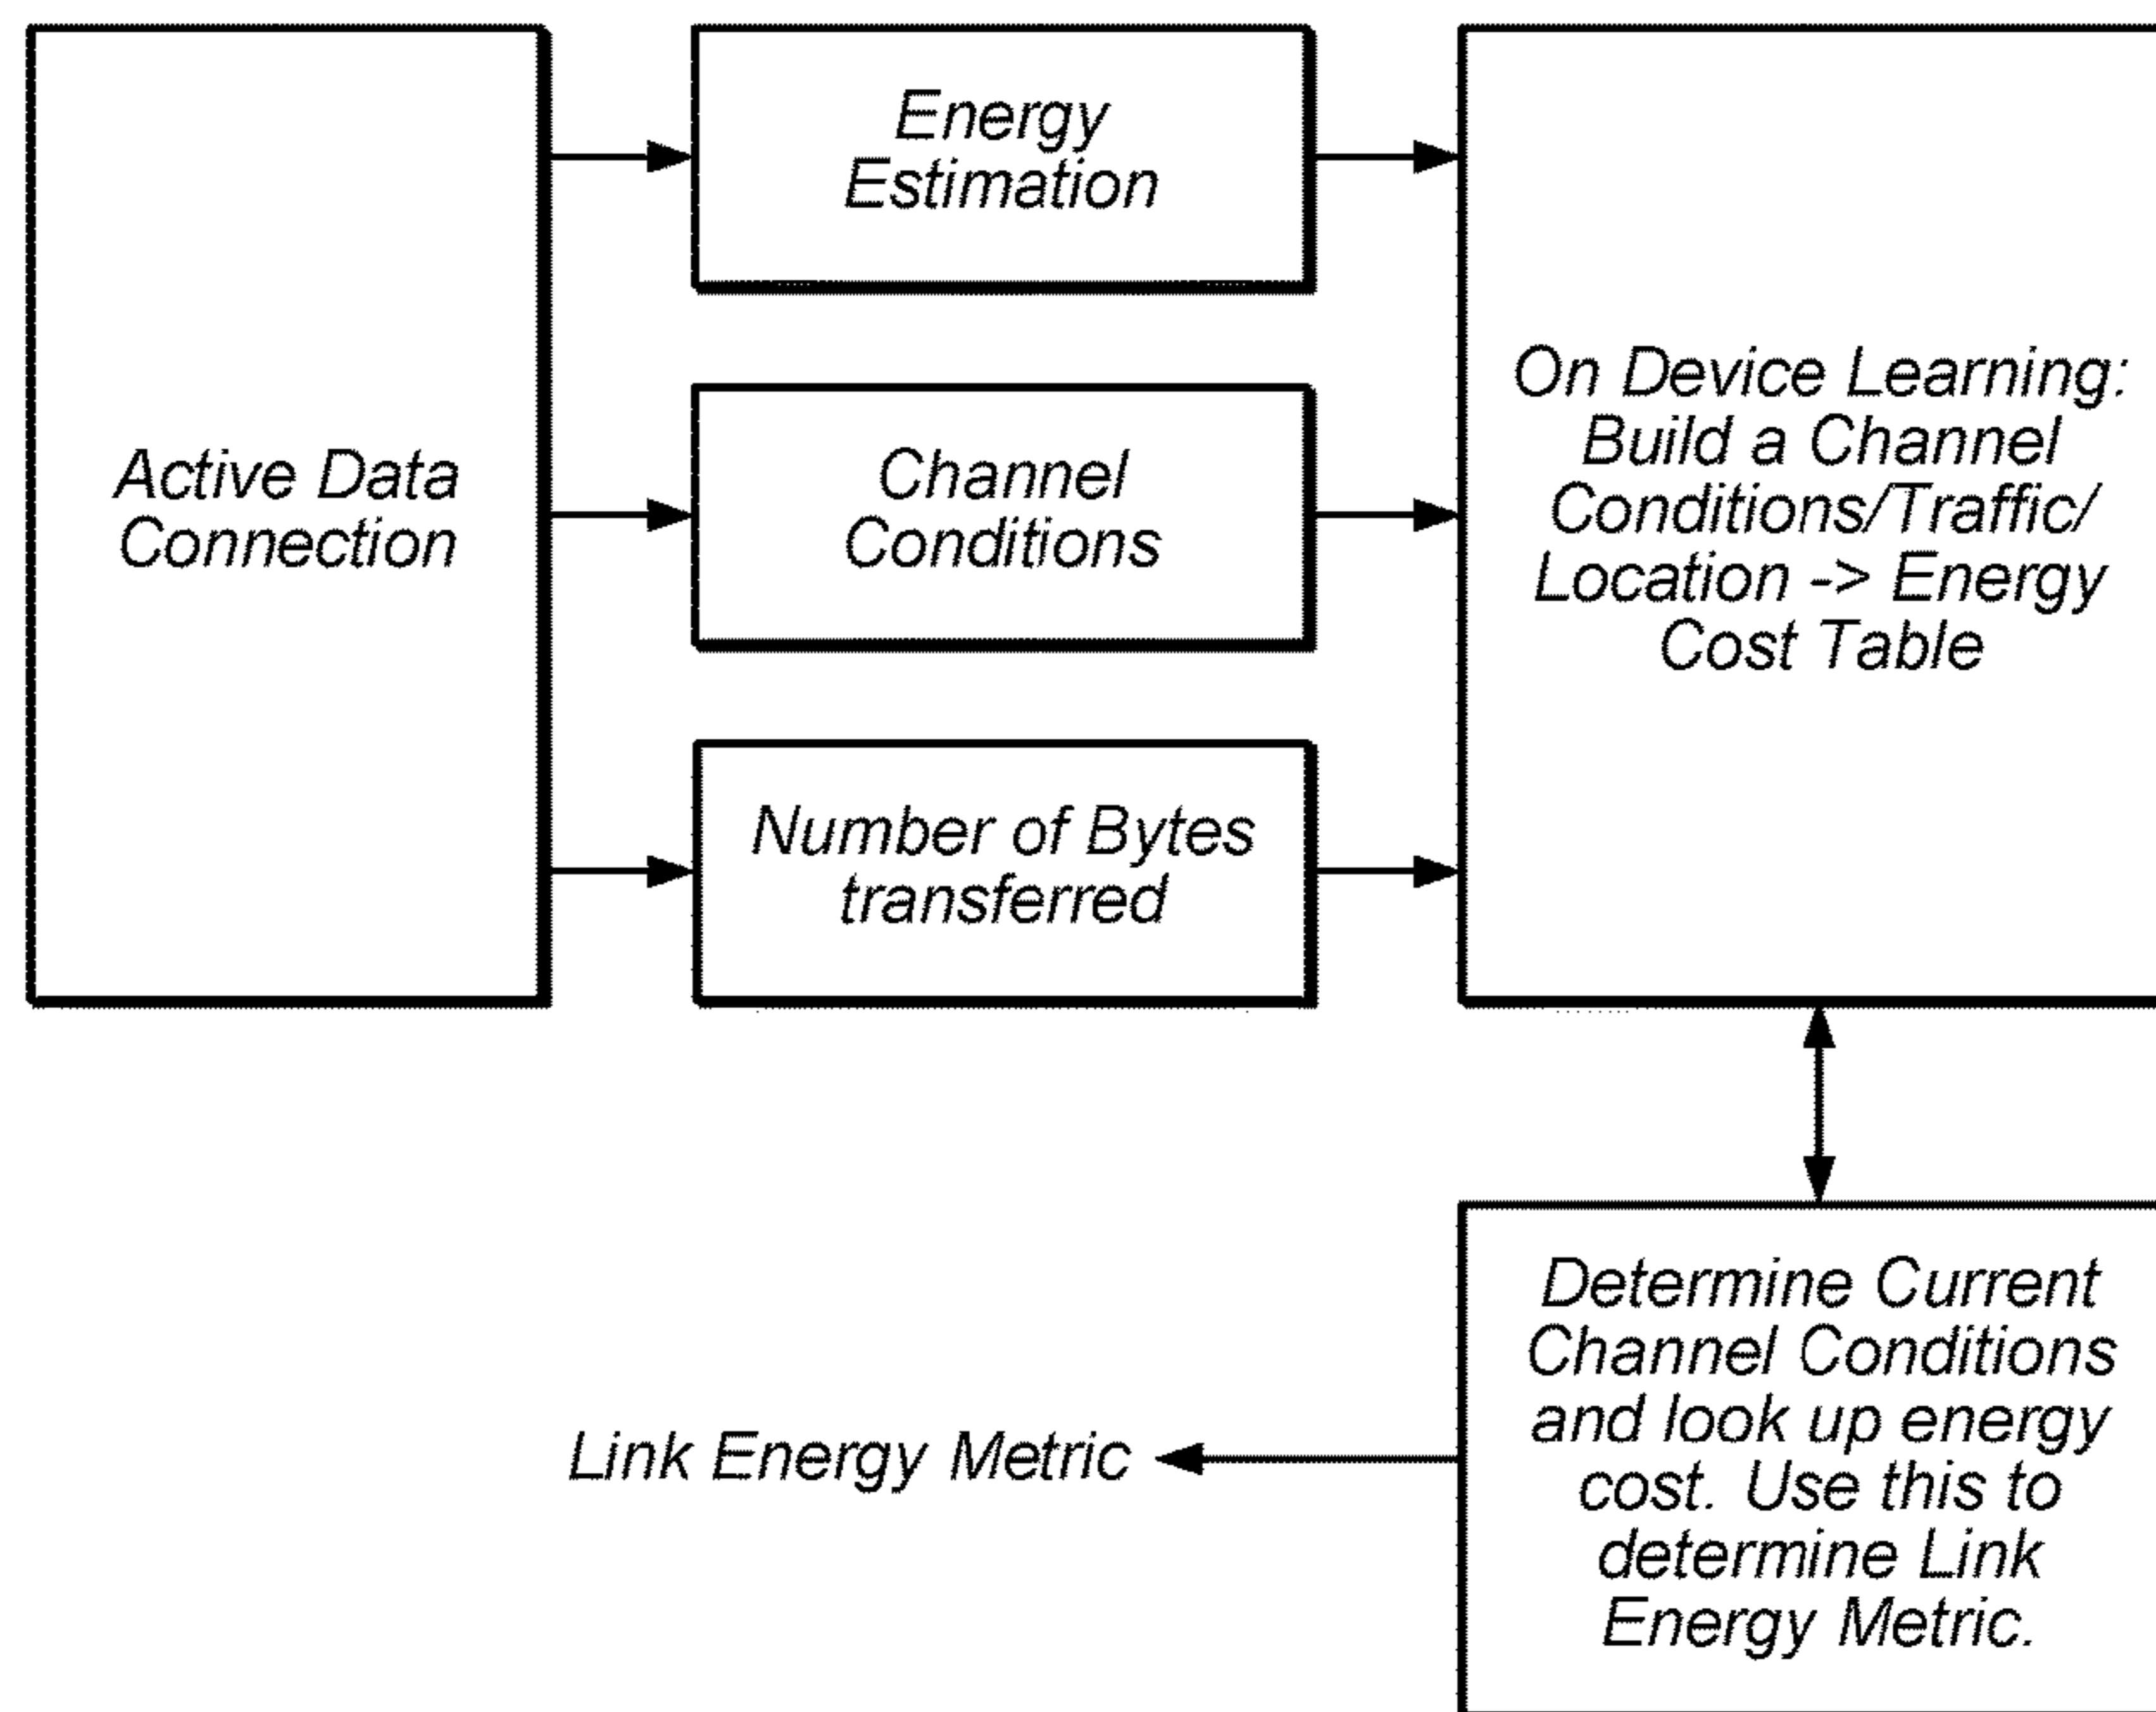 Active Data
Connection
Energy
Estimation
Channel
Conditions
Number of Bytes
transferred
On Device Learning:
Build a Channel
Conditions/Traffic/
Location -> Energy
Cost Table
Determine Current
Channel Conditions
and look up energy
cost. Use this to
determine Link
Energy Metric.
Link Energy Metric